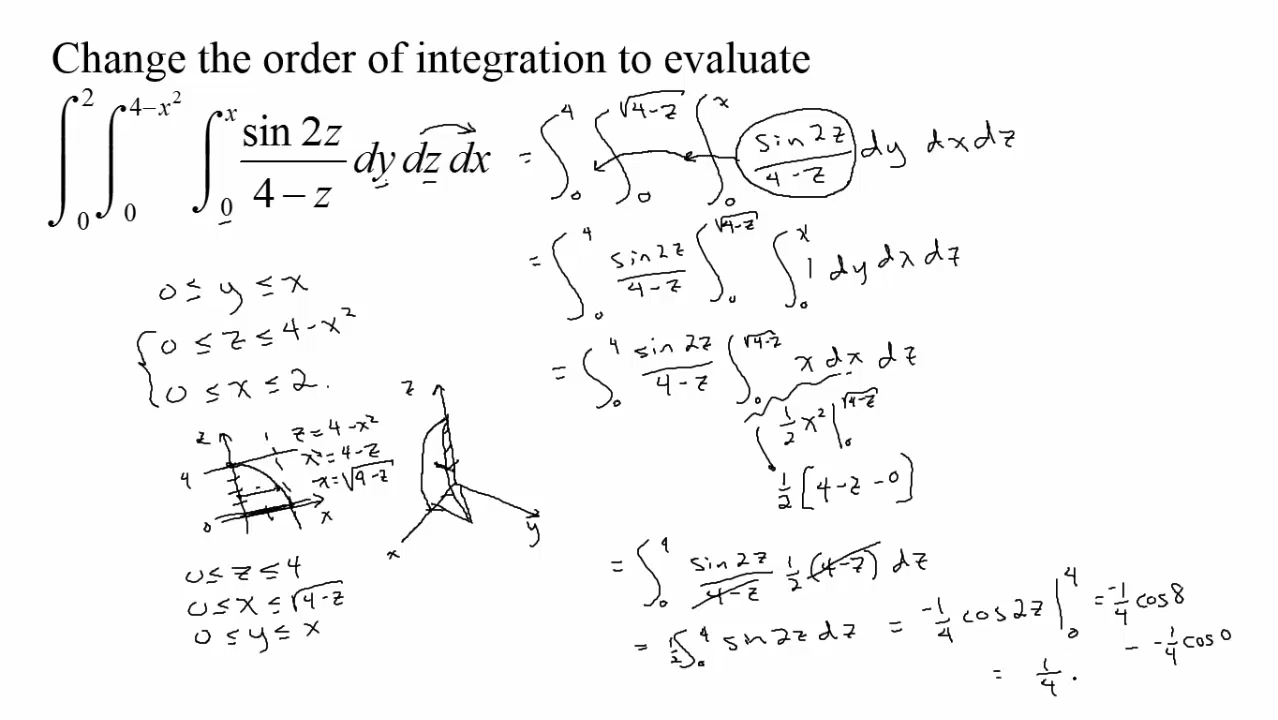 Change the order of integration to evaluate
∫₀² ∫₀^{4−x²} ∫₀^x (sin 2z)/(4 − z) dy dz dx = ∫₀⁴ ∫₀^{√(4−z)} ∫₀^x (sin 2z)/(4−z) dy dx dz
= ∫₀⁴ (sin 2z)/(4−z) ∫₀^{√(4−z)} ∫₀^x 1 dy dx dz
0 ≤ y ≤ x
0 ≤ z ≤ 4−x²
0 ≤ x ≤ 2.
= ∫₀⁴ (sin 2z)/(4−z) ∫₀^{√(4−z)} x dx dz
1/2 x² |₀^{√(4−z)}
1/2 [4−z−0]
z
4
0
x
z = 4−x²
x² = 4−z
x = √(4−z)
z
x
y
0 ≤ z ≤ 4
0 ≤ x ≤ √(4−z)
0 ≤ y ≤ x
= ∫₀⁴ (sin 2z)/(4−z) 1/2 (4−z) dz
= 1/2 ∫₀⁴ sin 2z dz = −1/4 cos 2z |₀⁴ = −1/4 cos 8
− −1/4 cos 0
= 1/4 .